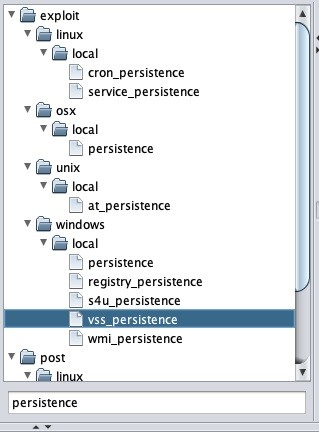 exploit
linux
local
cron_persistence
service_persistence
osx
local
persistence
unix
local
at_persistence
windows
local
persistence
registry_persistence
s4u_persistence
vss_persistence
wmi_persistence
post
linux
persistence